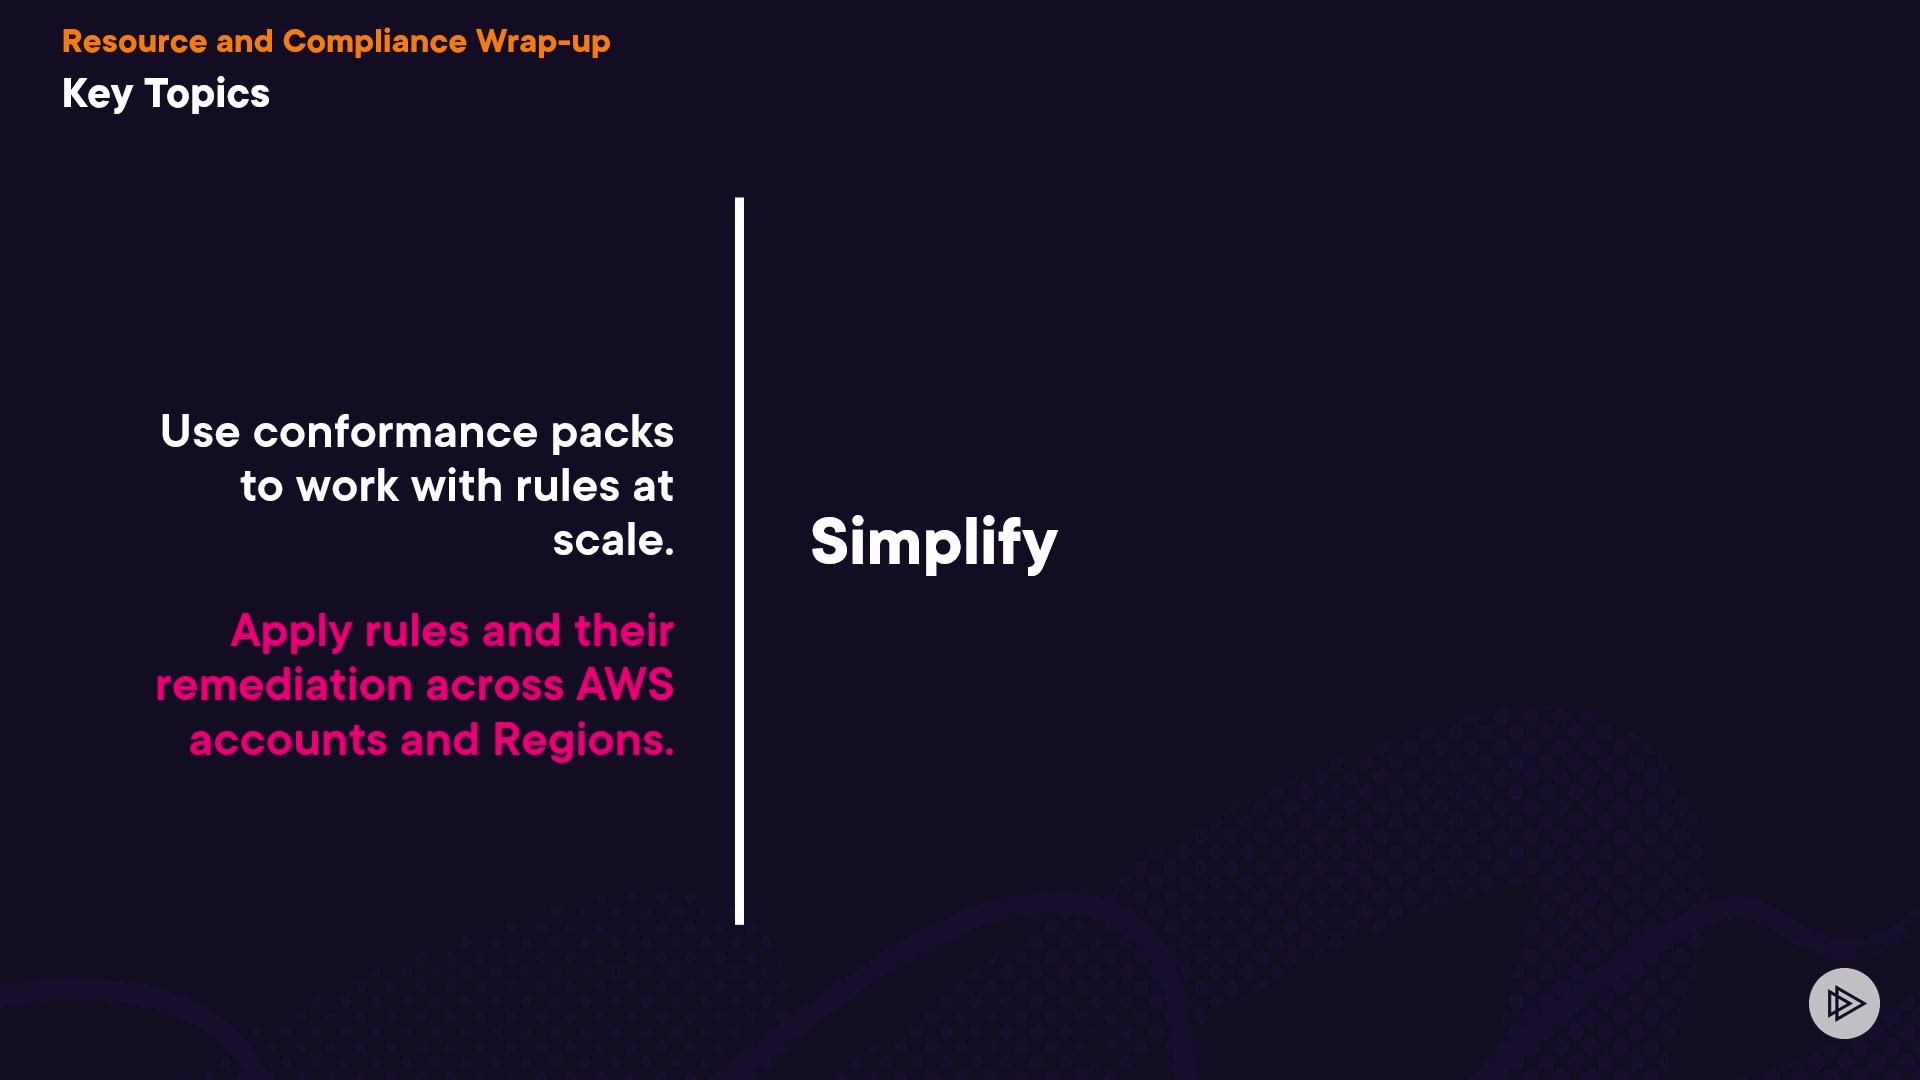 Resource and Compliance Wrap-up
Key Topics
Use conformance packs
to work with rules at
scale.
Apply rules and their
remediation across AWS
accounts and Regions.
Simplify